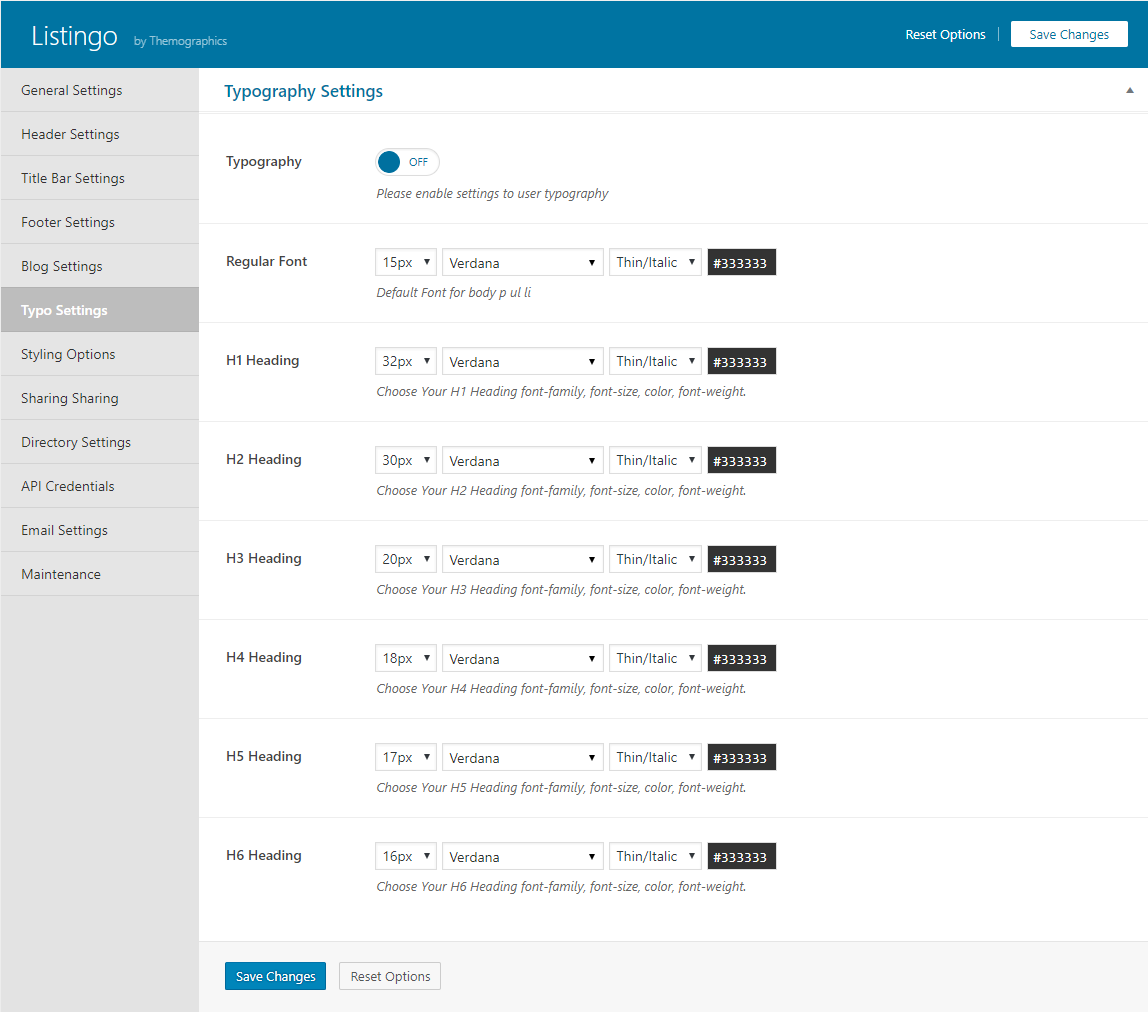 Listingo by Themographics
Reset Options
Save Changes
General Settings
Header Settings
Title Bar Settings
Footer Settings
Blog Settings
Typo Settings
Styling Options
Sharing Sharing
Directory Settings
API Credentials
Email Settings
Maintenance
Typography Settings
Typography
OFF
Please enable settings to user typography
Regular Font
15px Verdana Thin/Italic #333333
Default Font for body p ul li
H1 Heading
32px Verdana Thin/Italic #333333
Choose Your H1 Heading font-family, font-size, color, font-weight.
H2 Heading
30px Verdana Thin/Italic #333333
Choose Your H2 Heading font-family, font-size, color, font-weight.
H3 Heading
20px Verdana Thin/Italic #333333
Choose Your H3 Heading font-family, font-size, color, font-weight.
H4 Heading
18px Verdana Thin/Italic #333333
Choose Your H4 Heading font-family, font-size, color, font-weight.
H5 Heading
17px Verdana Thin/Italic #333333
Choose Your H5 Heading font-family, font-size, color, font-weight.
H6 Heading
16px Verdana Thin/Italic #333333
Choose Your H6 Heading font-family, font-size, color, font-weight.
Save Changes
Reset Options